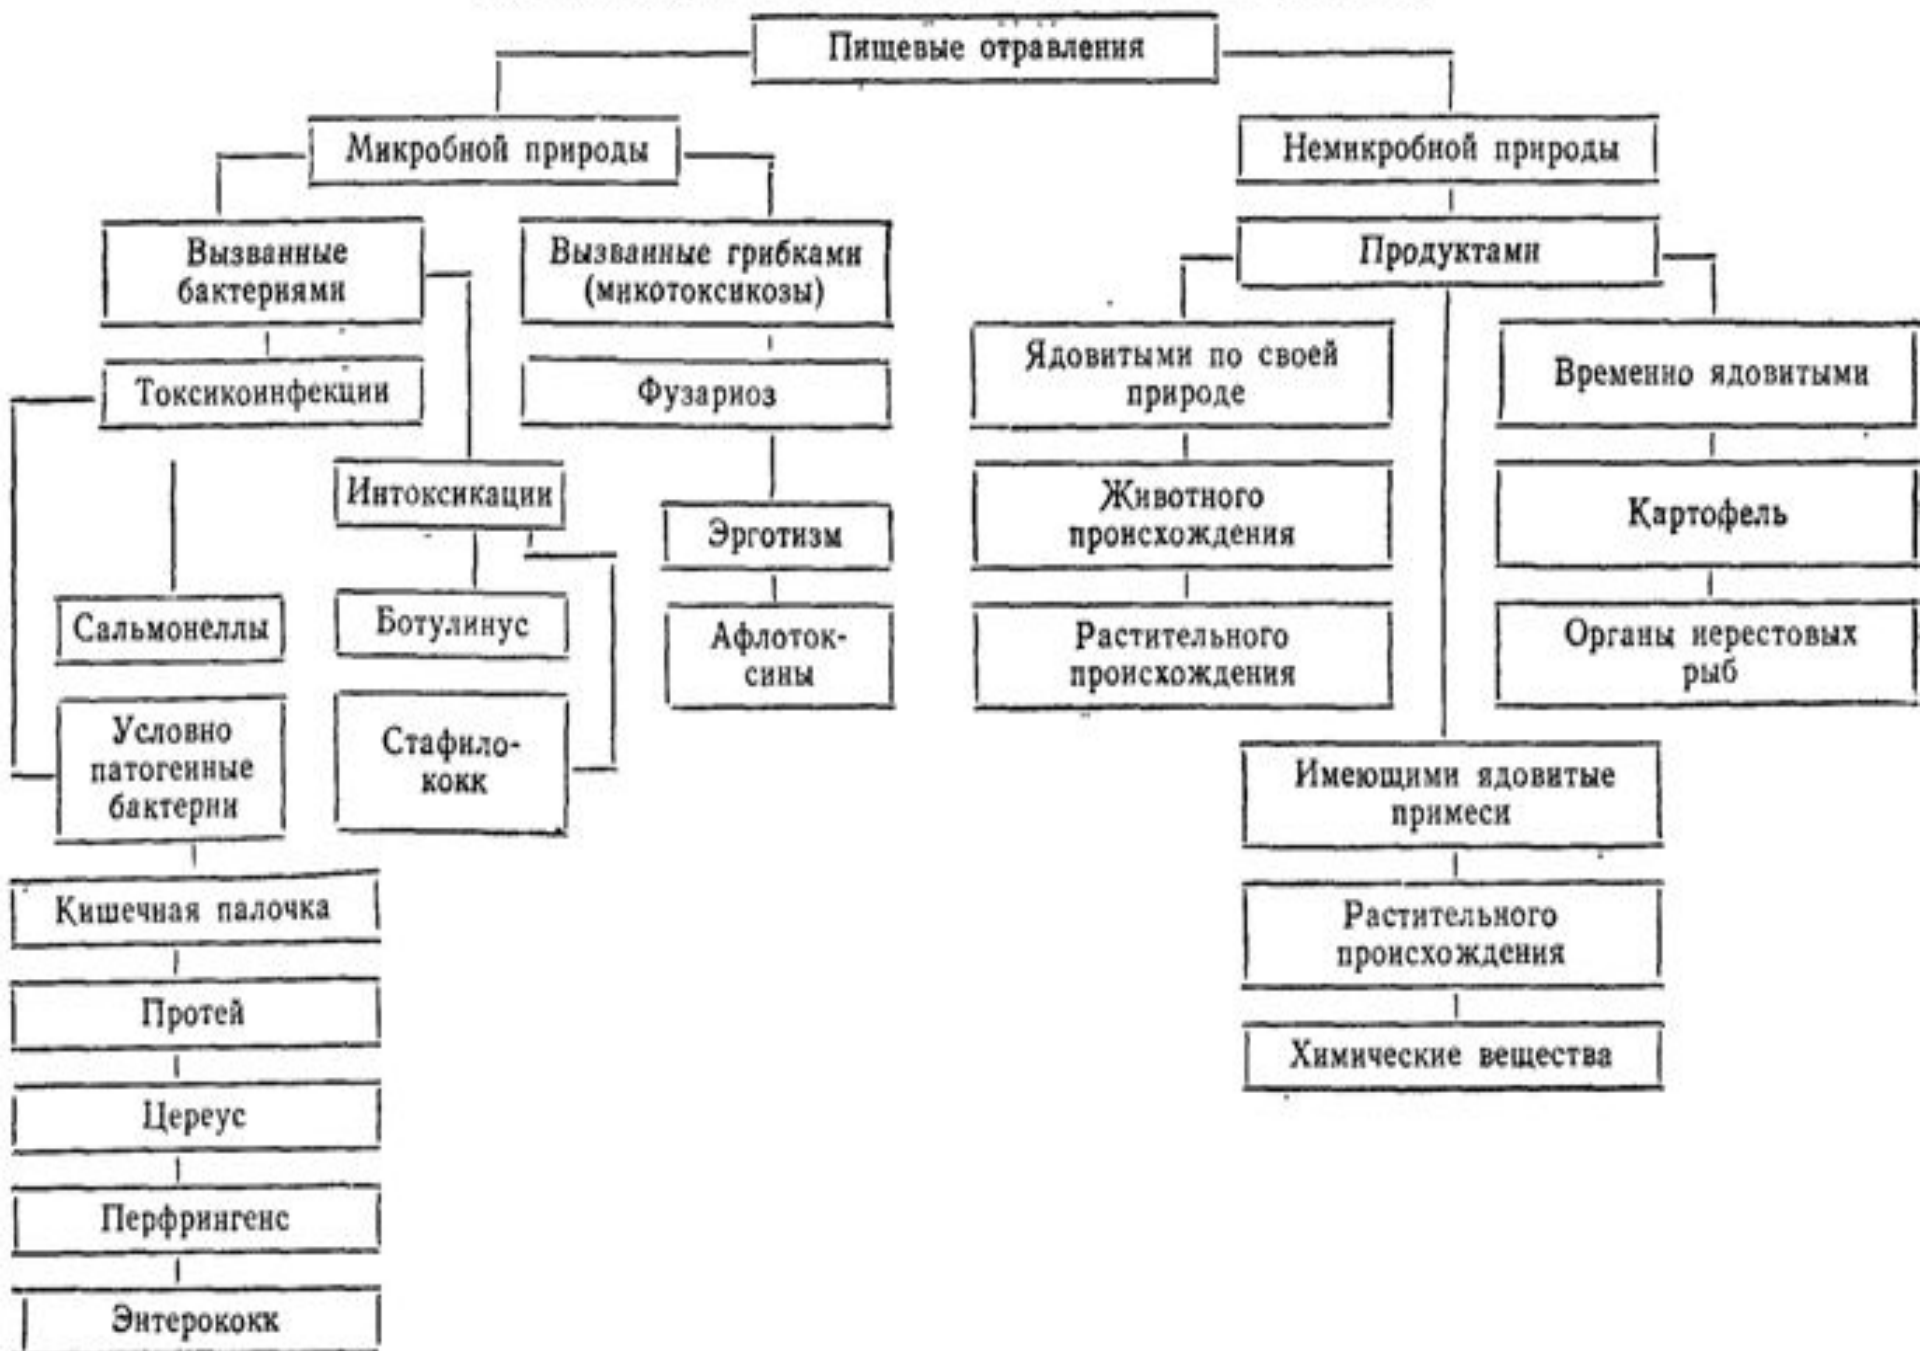 Пищевые отравления
Микробной природы
Немикробной природы
Вызванные
бактериями
Вызванные грибками
(микотоксикозы)
Продуктами
Токсикоинфекции
Фузариоз
Ядовитыми по своей
природе
Временно ядовитыми
Интоксикации
Эрготизм
Животного
происхождения
Картофель
Сальмонеллы
Ботулинус
Афлоток-
сины
Растительного
происхождения
Органы нерестовых
рыб
Условно
патогенные
бактерии
Стафило-
кокк
Имеющими ядовитые
примеси
Кишечная палочка
Растительного
происхождения
Протей
Химические вещества
Цереус
Перфрингенс
Энтерококк